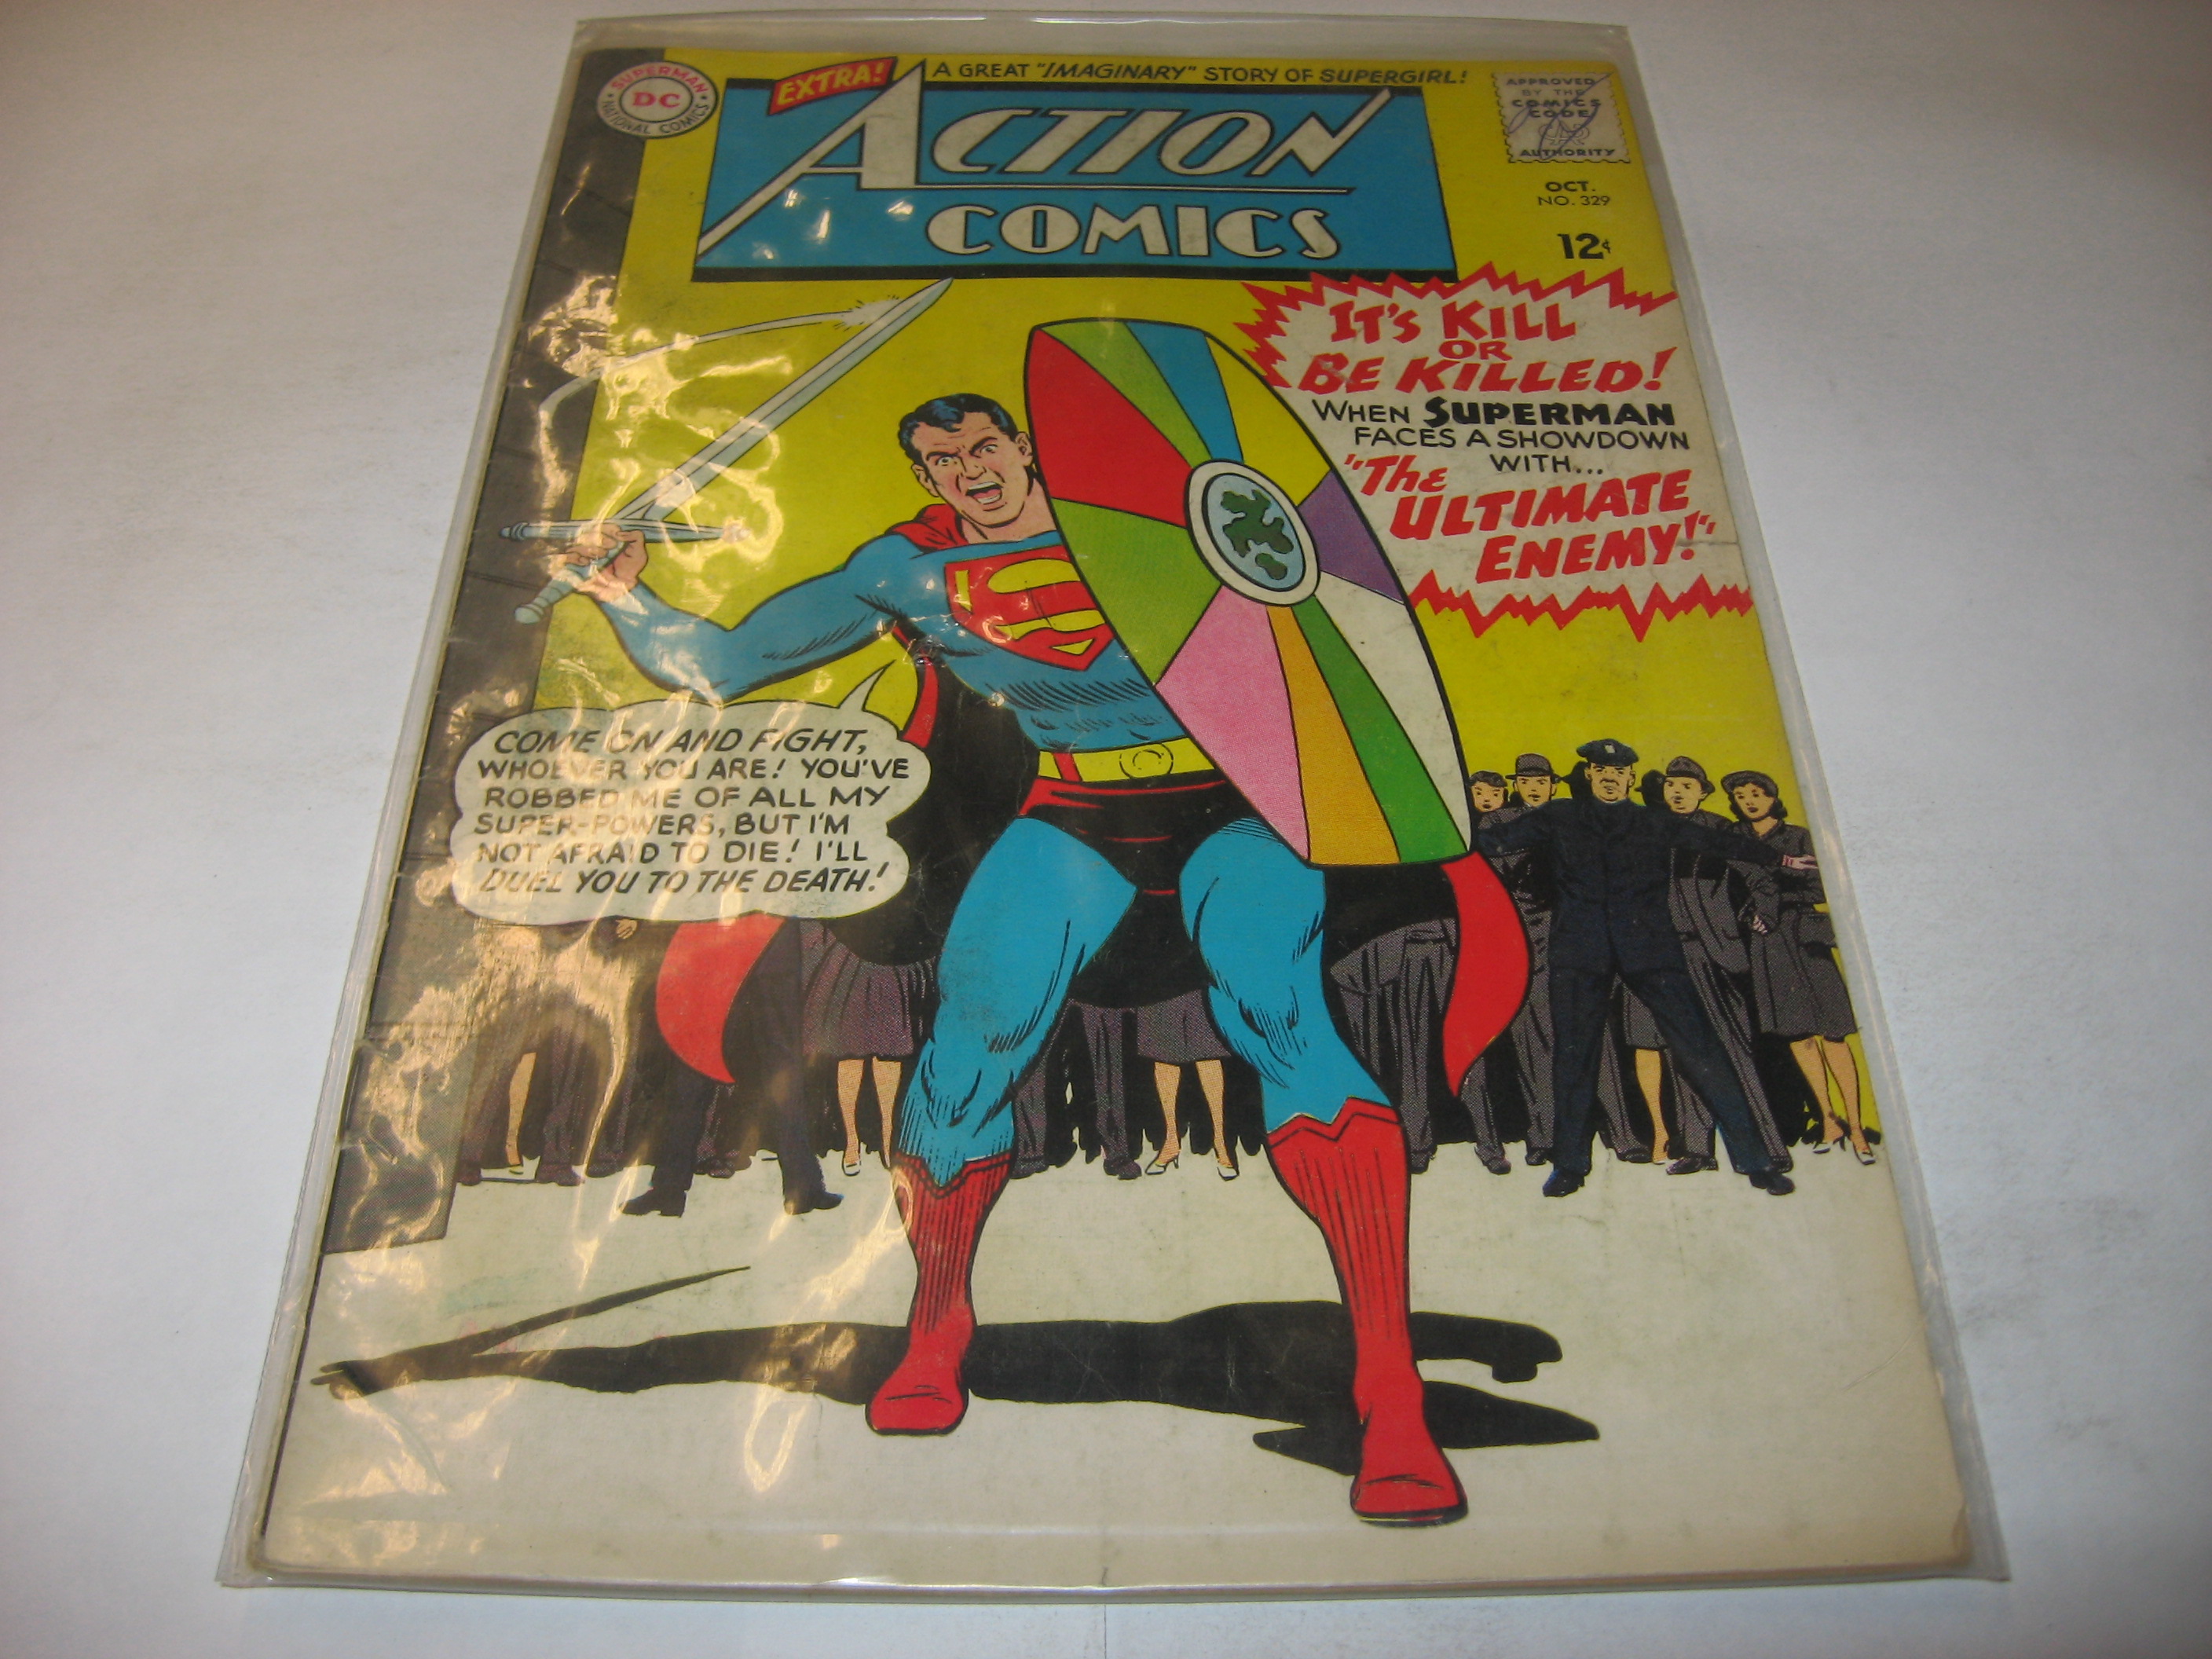 SUPERMAN
DC
NATIONAL COMICS
EXTRA!
A GREAT "IMAGINARY" STORY OF SUPERGIRL!
ACTION
COMICS
APPROVED
BY THE
COMICS
CODE
AUTHORITY
OCT.
NO. 329
12¢
IT'S KILL
OR
BE KILLED!
WHEN SUPERMAN
FACES A SHOWDOWN
WITH...
"THE
ULTIMATE
ENEMY!"
COME ON AND FIGHT,
WHOEVER YOU ARE! YOU'VE
ROBBED ME OF ALL MY
SUPER-POWERS, BUT I'M
NOT AFRAID TO DIE! I'LL
DUEL YOU TO THE DEATH!
S